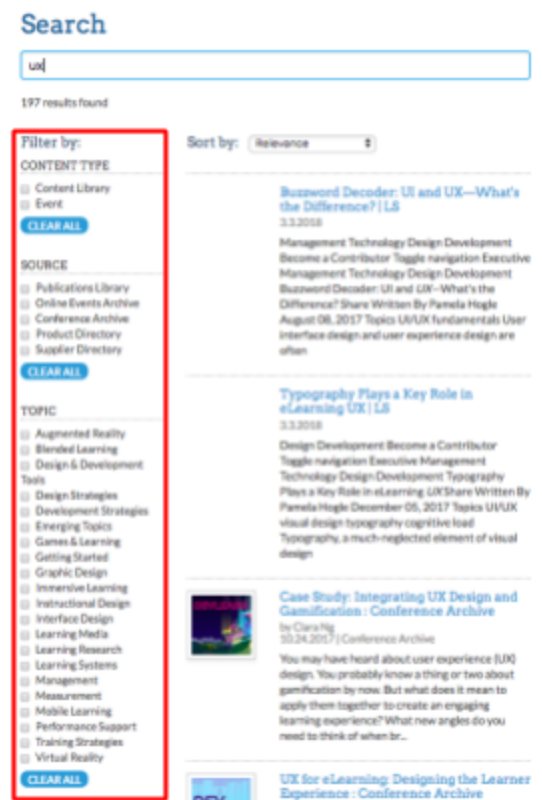 Search
ux
197 results found
Filter by:
CONTENT TYPE
Content Library
Event
CLEAR ALL
SOURCE
Publications Library
Online Events Archive
Conference Archive
Product Directory
Supplier Directory
CLEAR ALL
TOPIC
Augmented Reality
Blended Learning
Design & Development
Tools
Design Strategies
Development Strategies
Emerging Topics
Games & Learning
Getting Started
Graphic Design
Immersive Learning
Instructional Design
Interface Design
Learning Media
Learning Research
Learning Systems
Management
Measurement
Mobile Learning
Performance Support
Training Strategies
Virtual Reality
CLEAR ALL
Sort by: Relevance
Buzzword Decoder: UI and UX—What's
the Difference? | LS
3.3.2018
Management Technology Design Development
Become a Contributor Toggle navigation Executive
Management Technology Design Development
Buzzword Decoder: UI and UX—What's the
Difference? Share Written By Pamela Hogle
August 08, 2017 Topics UI/UX fundamentals User
interface design and user experience design are
often
Typography Plays a Key Role in
eLearning UX | LS
3.3.2018
Design Development Become a Contributor
Toggle navigation Executive Management
Technology Design Development Typography
Plays a Key Role in eLearning UX Share Written By
Pamela Hogle December 05, 2017 Topics UI/UX
visual design typography cognitive load
Typography, a much-neglected element of visual
design
Case Study: Integrating UX Design and
Gamification : Conference Archive
by Clara Ng
10.24.2017 | Conference Archive
You may have heard about user experience (UX)
design. You probably know a thing or two about
gamification by now. But what does it mean to
apply them together to create an engaging
learning experience? What new angles do you
need to think of when br...
UX for eLearning: Designing the Learner
Experience : Conference Archive